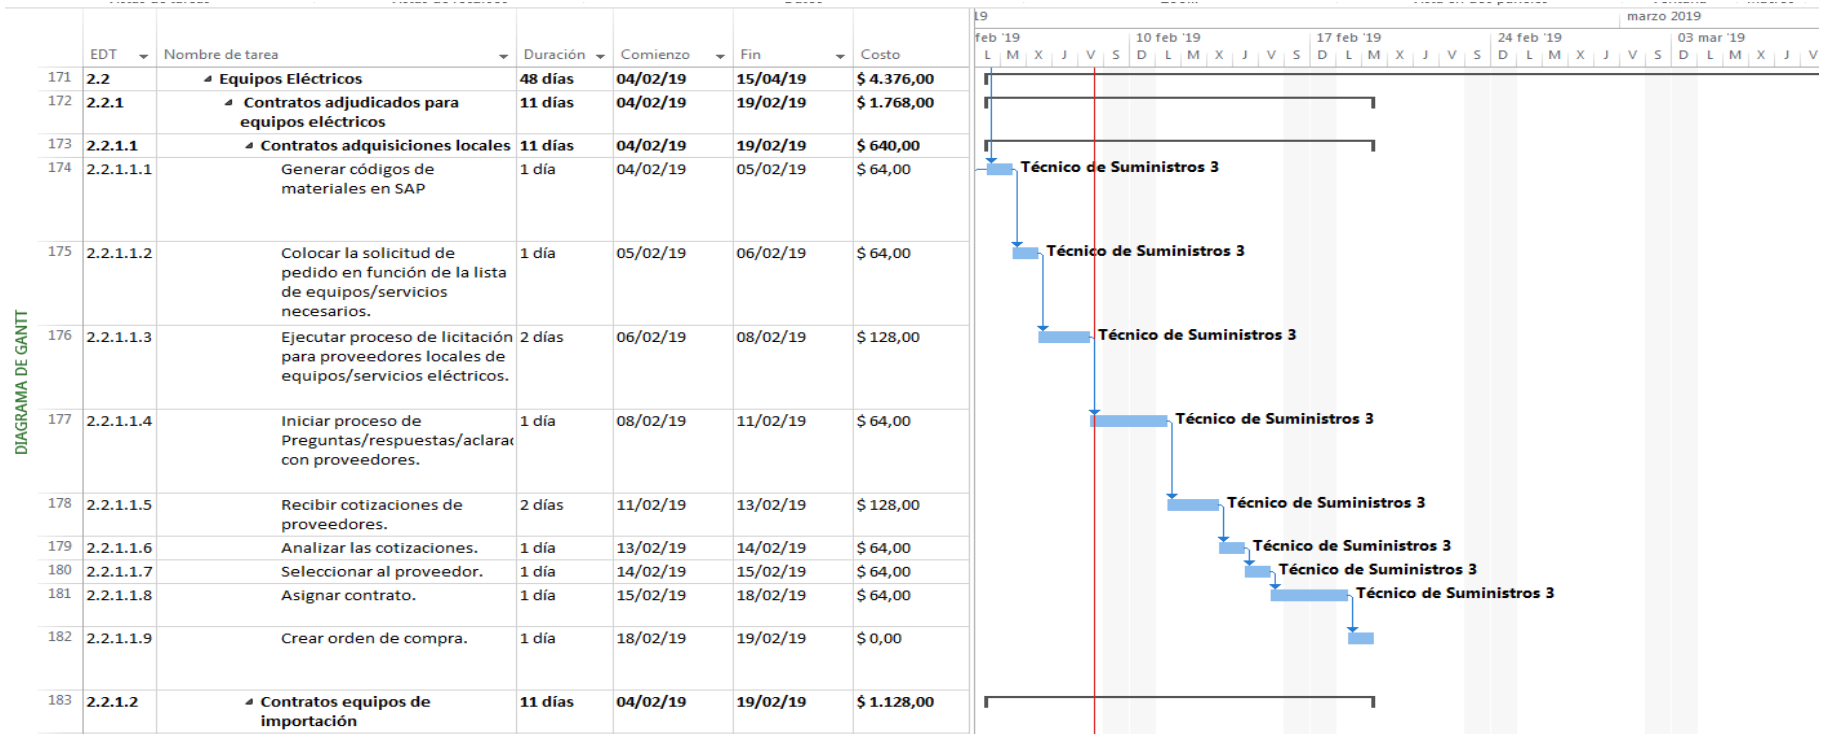 19
marzo 2019
feb '19 10 feb '19 17 feb '19 24 feb '19 03 mar '19
EDT Nombre de tarea Duración Comienzo Fin Costo
L M X J V S D L M X J V S D L M X J V S D L M X J V S D L M X J V
171 2.2 Equipos Eléctricos 48 días 04/02/19 15/04/19 $ 4.376,00
172 2.2.1 Contratos adjudicados para 11 días 04/02/19 19/02/19 $ 1.768,00
equipos eléctricos
173 2.2.1.1 Contratos adquisiciones locales 11 días 04/02/19 19/02/19 $ 640,00
174 2.2.1.1.1 Generar códigos de 1 día 04/02/19 05/02/19 $ 64,00 Técnico de Suministros 3
materiales en SAP
175 2.2.1.1.2 Colocar la solicitud de 1 día 05/02/19 06/02/19 $ 64,00 Técnico de Suministros 3
pedido en función de la lista
de equipos/servicios
necesarios.
176 2.2.1.1.3 Ejecutar proceso de licitación 2 días 06/02/19 08/02/19 $ 128,00 Técnico de Suministros 3
para proveedores locales de
equipos/servicios eléctricos.
177 2.2.1.1.4 Iniciar proceso de 1 día 08/02/19 11/02/19 $ 64,00 Técnico de Suministros 3
Preguntas/respuestas/aclarac
con proveedores.
178 2.2.1.1.5 Recibir cotizaciones de 2 días 11/02/19 13/02/19 $ 128,00 Técnico de Suministros 3
proveedores.
179 2.2.1.1.6 Analizar las cotizaciones. 1 día 13/02/19 14/02/19 $ 64,00 Técnico de Suministros 3
180 2.2.1.1.7 Seleccionar al proveedor. 1 día 14/02/19 15/02/19 $ 64,00 Técnico de Suministros 3
181 2.2.1.1.8 Asignar contrato. 1 día 15/02/19 18/02/19 $ 64,00 Técnico de Suministros 3
182 2.2.1.1.9 Crear orden de compra. 1 día 18/02/19 19/02/19 $ 0,00
183 2.2.1.2 Contratos equipos de 11 días 04/02/19 19/02/19 $ 1.128,00
importación
DIAGRAMA DE GANTT